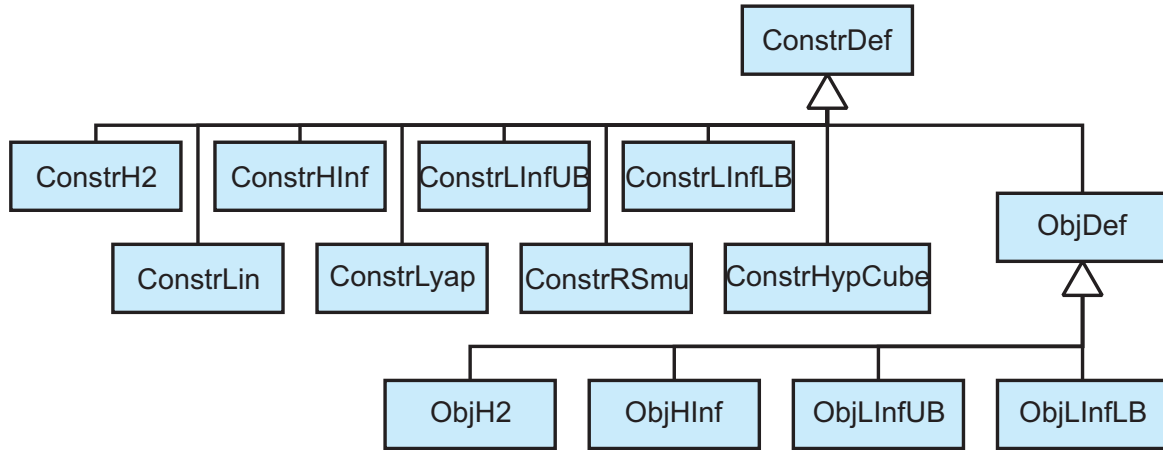 ConstrDef
ConstrH2
ConstrHInf
ConstrLInfUB
ConstrLInfLB
ObjDef
ConstrLin
ConstrLyap
ConstrRSmu
ConstrHypCube
ObjH2
ObjHInf
ObjLInfUB
ObjLInfLB